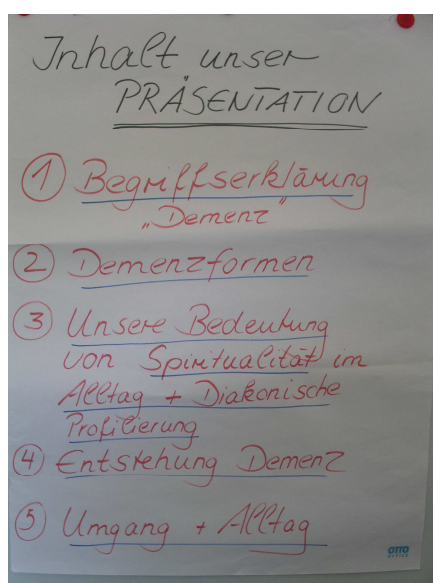 Inhalt unser
PRÄSENTATION
1 Begriffserklärung
„Demenz"
2 Demenzformen
3 Unsere Bedeutung
von Spiritualität im
Alltag + Diakonische
Profilierung
4 Entstehung Demenz
5 Umgang + Alltag
OTTO
OFFICE